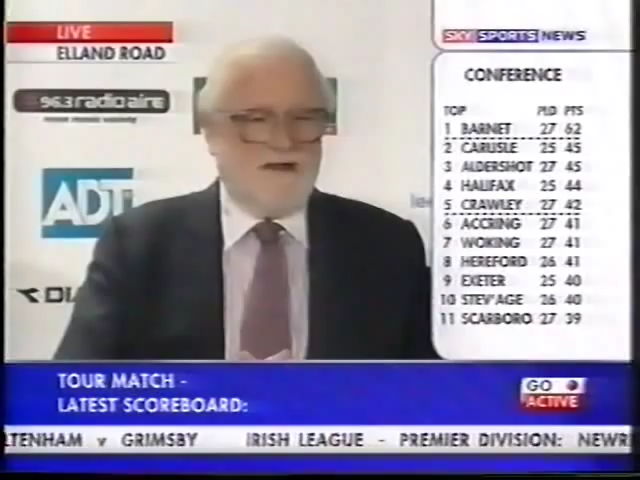 LIVE
ELLAND ROAD
96.3 radio aire
ADT
DIA
le
SKY SPORTS NEWS
CONFERENCE
TOP PLD PTS
1 BARNET 27 62
2 CARLISLE 25 45
3 ALDERSHOT 27 45
4 HALIFAX 25 44
5 CRAWLEY 27 42
6 ACCRING 27 41
7 WOKING 27 41
8 HEREFORD 26 41
9 EXETER 25 40
10 STEV'AGE 26 40
11 SCARBORO 27 39
TOUR MATCH -
LATEST SCOREBOARD:
GO
ACTIVE
LTENHAM v GRIMSBY IRISH LEAGUE - PREMIER DIVISION: NEWR